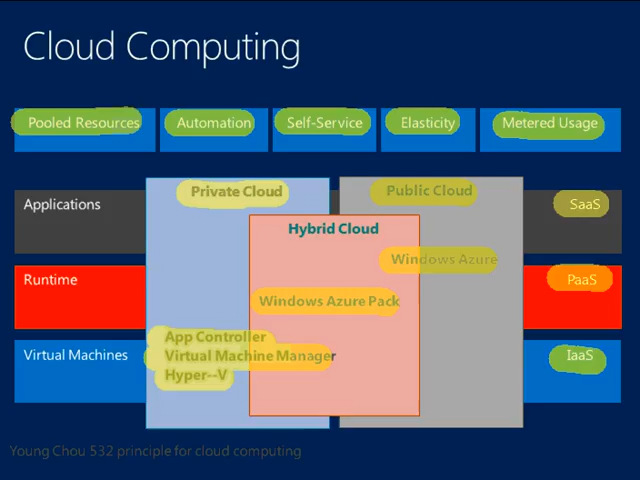 Cloud Computing
Pooled Resources
Automation
Self-Service
Elasticity
Metered Usage
Private Cloud
Public Cloud
Applications
SaaS
Hybrid Cloud
Windows Azure
Runtime
PaaS
Windows Azure Pack
App Controller
Virtual Machines
Virtual Machine Manager
IaaS
Hyper--V
Young Chou 532 principle for cloud computing